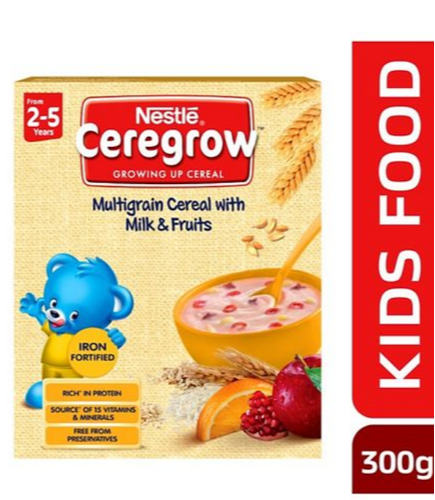 From
2-5
Years
Nestlé®
Ceregrow™
GROWING UP CEREAL
Multigrain Cereal with
Milk & Fruits
IRON
FORTIFIED
RICH* IN PROTEIN
SOURCE* OF 15 VITAMINS
& MINERALS
FREE FROM
PRESERVATIVES
KIDS FOOD
300g